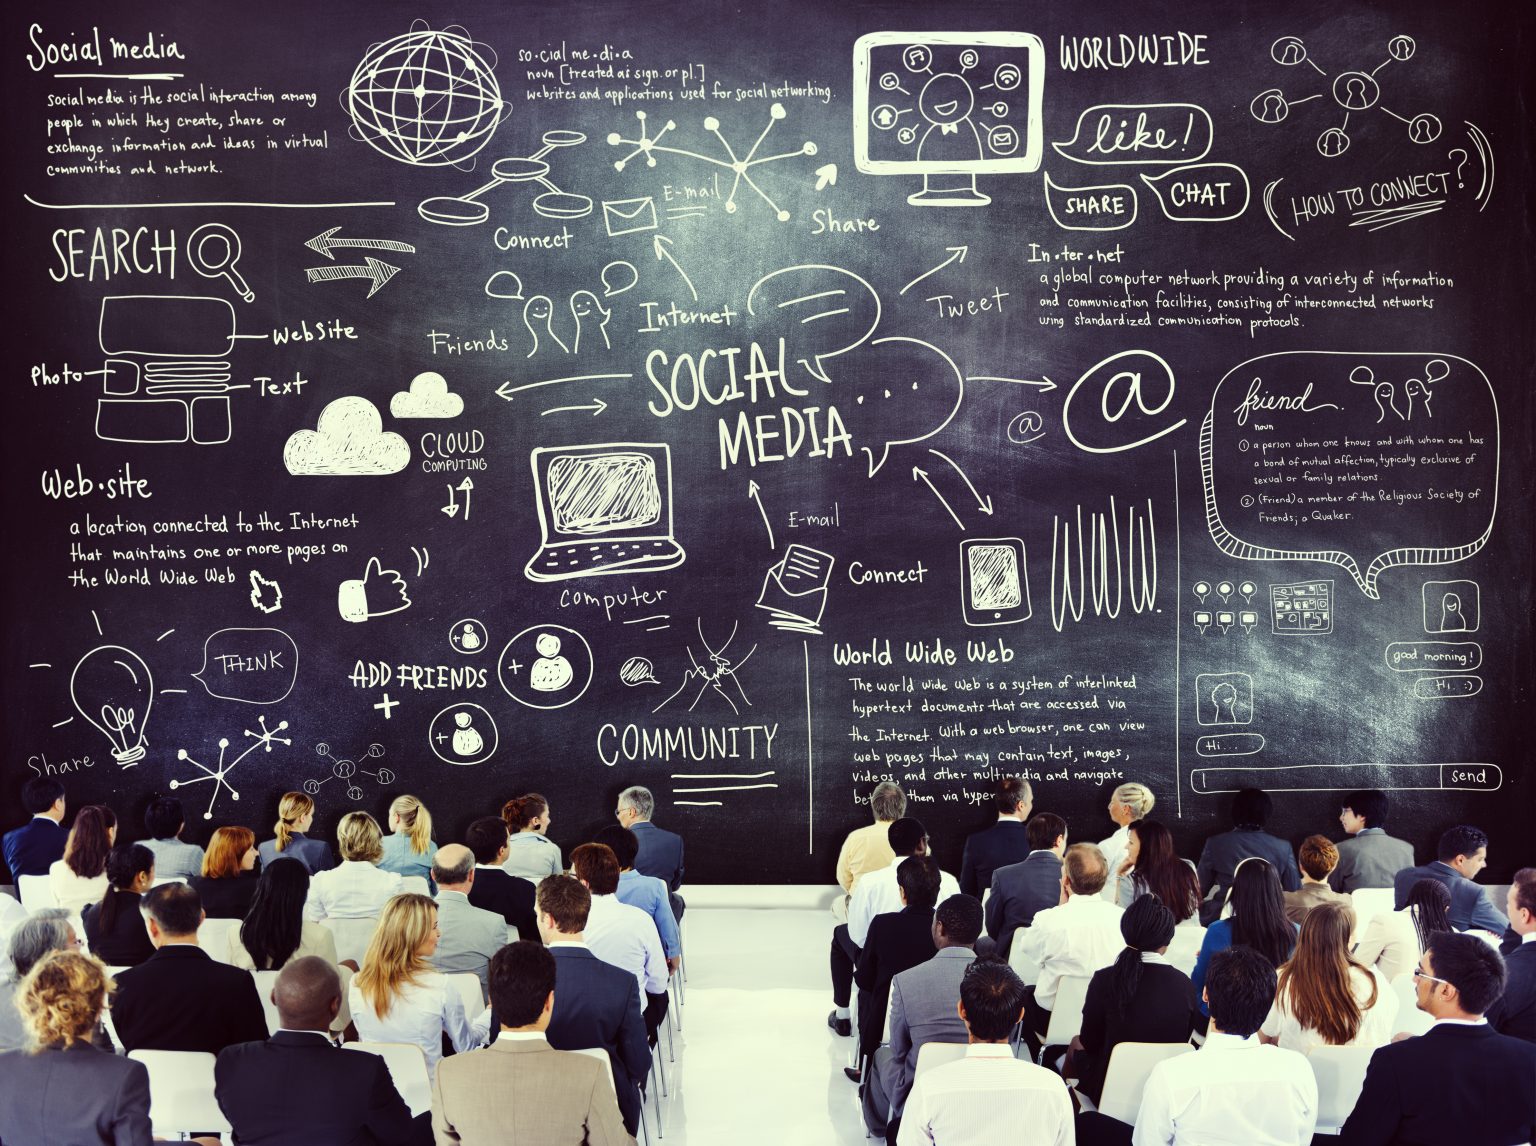 Social media
social media is the social interaction among
people in which they create, share or
exchange information and ideas in virtual
communities and network.
so·cial me·di·a
noun [treated as sign. or pl.]
websites and applications used for social networking.
WORLDWIDE
like!
SHARE
CHAT
HOW TO CONNECT?
E-mail
Connect
Share
SEARCH
WebSite
Photo
Text
Friends
Internet
Tweet
In·ter·net
a global computer network providing a variety of information
and communication facilities, consisting of interconnected networks
using standardized communication protocols.
SOCIAL
MEDIA
@
@
CLOUD
COMPUTING
friend.
noun
1 a person whom one knows and with whom one has
a bond of mutual affection, typically exclusive of
sexual or family relations.
2 (Friend) a member of the Religious Society of
Friends; a Quaker.
Web·site
a location connected to the Internet
that maintains one or more pages on
the World Wide Web
computer
E-mail
Connect
WWW.
THINK
Share
ADD FRIENDS
+
COMMUNITY
World Wide Web
The world wide web is a system of interlinked
hypertext documents that are accessed via
the Internet. With a web browser, one can view
web pages that may contain text, images,
videos, and other multimedia and navigate
them via hyper
good morning!
Hi. :)
Hi...
send